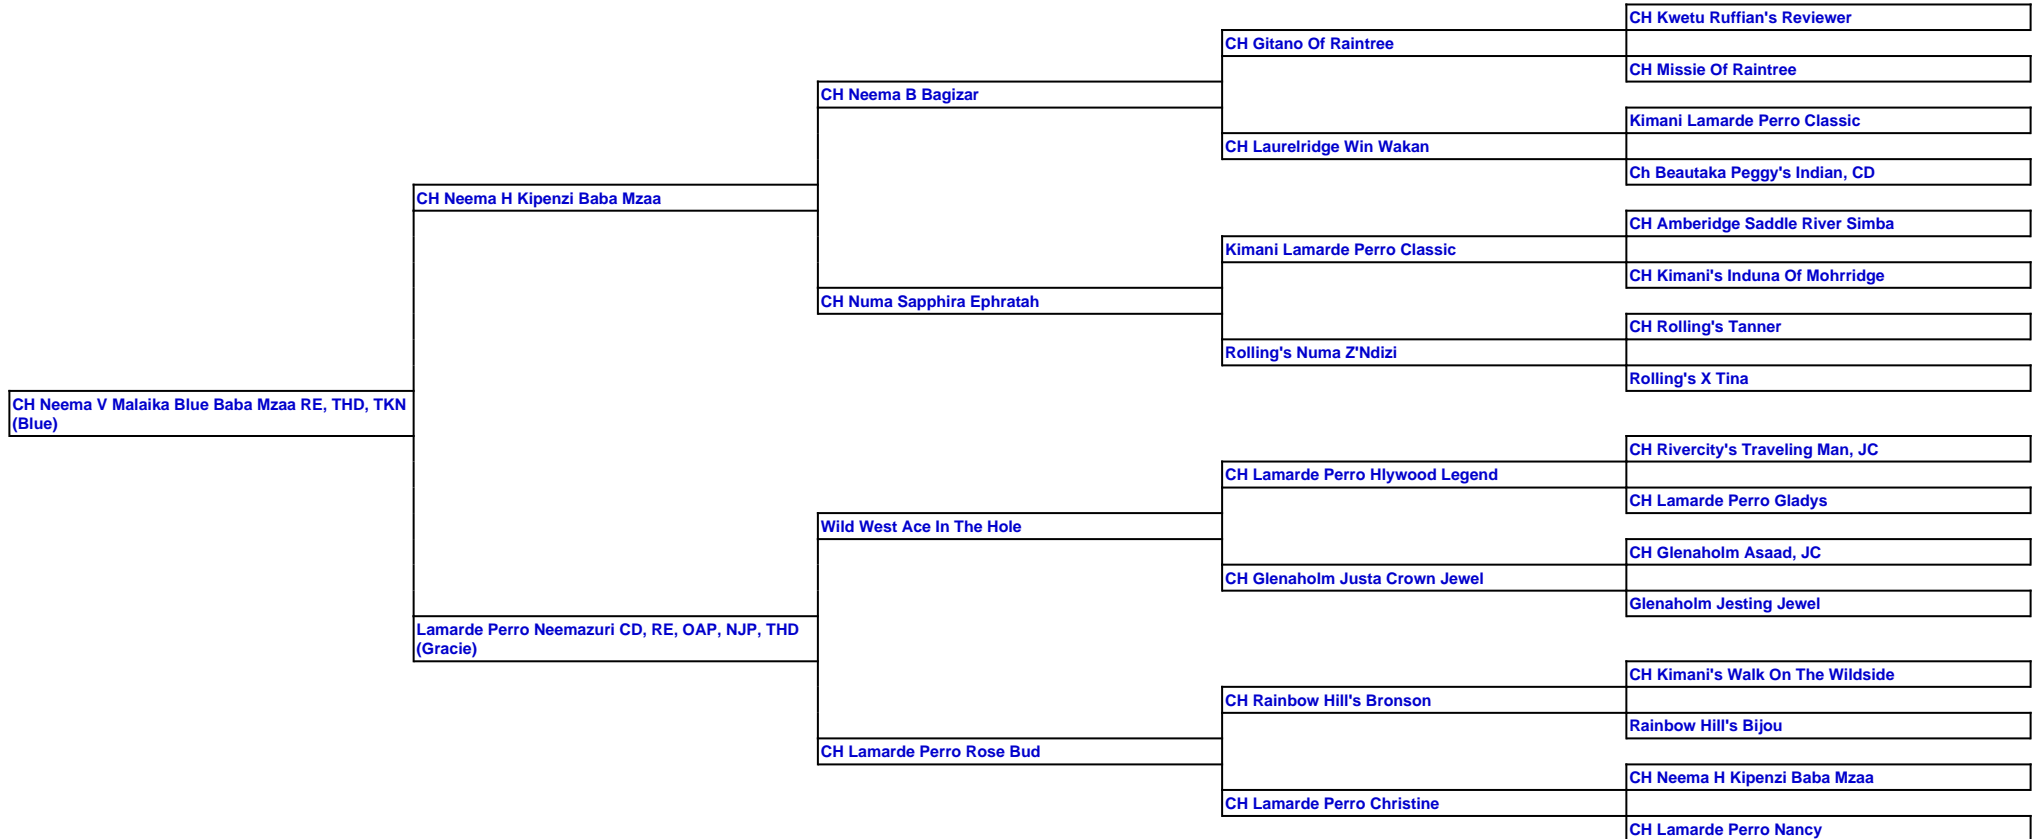 CH Kwetu Ruffian's Reviewer
CH Gitano Of Raintree
CH Missie Of Raintree
CH Neema B Bagizar
Kimani Lamarde Perro Classic
CH Laurelridge Win Wakan
Ch Beautaka Peggy's Indian, CD
CH Neema H Kipenzi Baba Mzaa
CH Amberidge Saddle River Simba
Kimani Lamarde Perro Classic
CH Kimani's Induna Of Mohrridge
CH Numa Sapphira Ephratah
CH Rolling's Tanner
Rolling's Numa Z'Ndizi
Rolling's X Tina
CH Neema V Malaika Blue Baba Mzaa RE, THD, TKN
(Blue)
CH Rivercity's Traveling Man, JC
CH Lamarde Perro Hlywood Legend
CH Lamarde Perro Gladys
Wild West Ace In The Hole
CH Glenaholm Asaad, JC
CH Glenaholm Justa Crown Jewel
Glenaholm Jesting Jewel
Lamarde Perro Neemazuri CD, RE, OAP, NJP, THD
(Gracie)
CH Kimani's Walk On The Wildside
CH Rainbow Hill's Bronson
Rainbow Hill's Bijou
CH Lamarde Perro Rose Bud
CH Neema H Kipenzi Baba Mzaa
CH Lamarde Perro Christine
CH Lamarde Perro Nancy